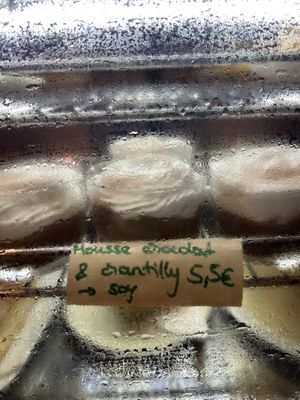 Mousse chocolat
& chantilly 5,5€
→ soy